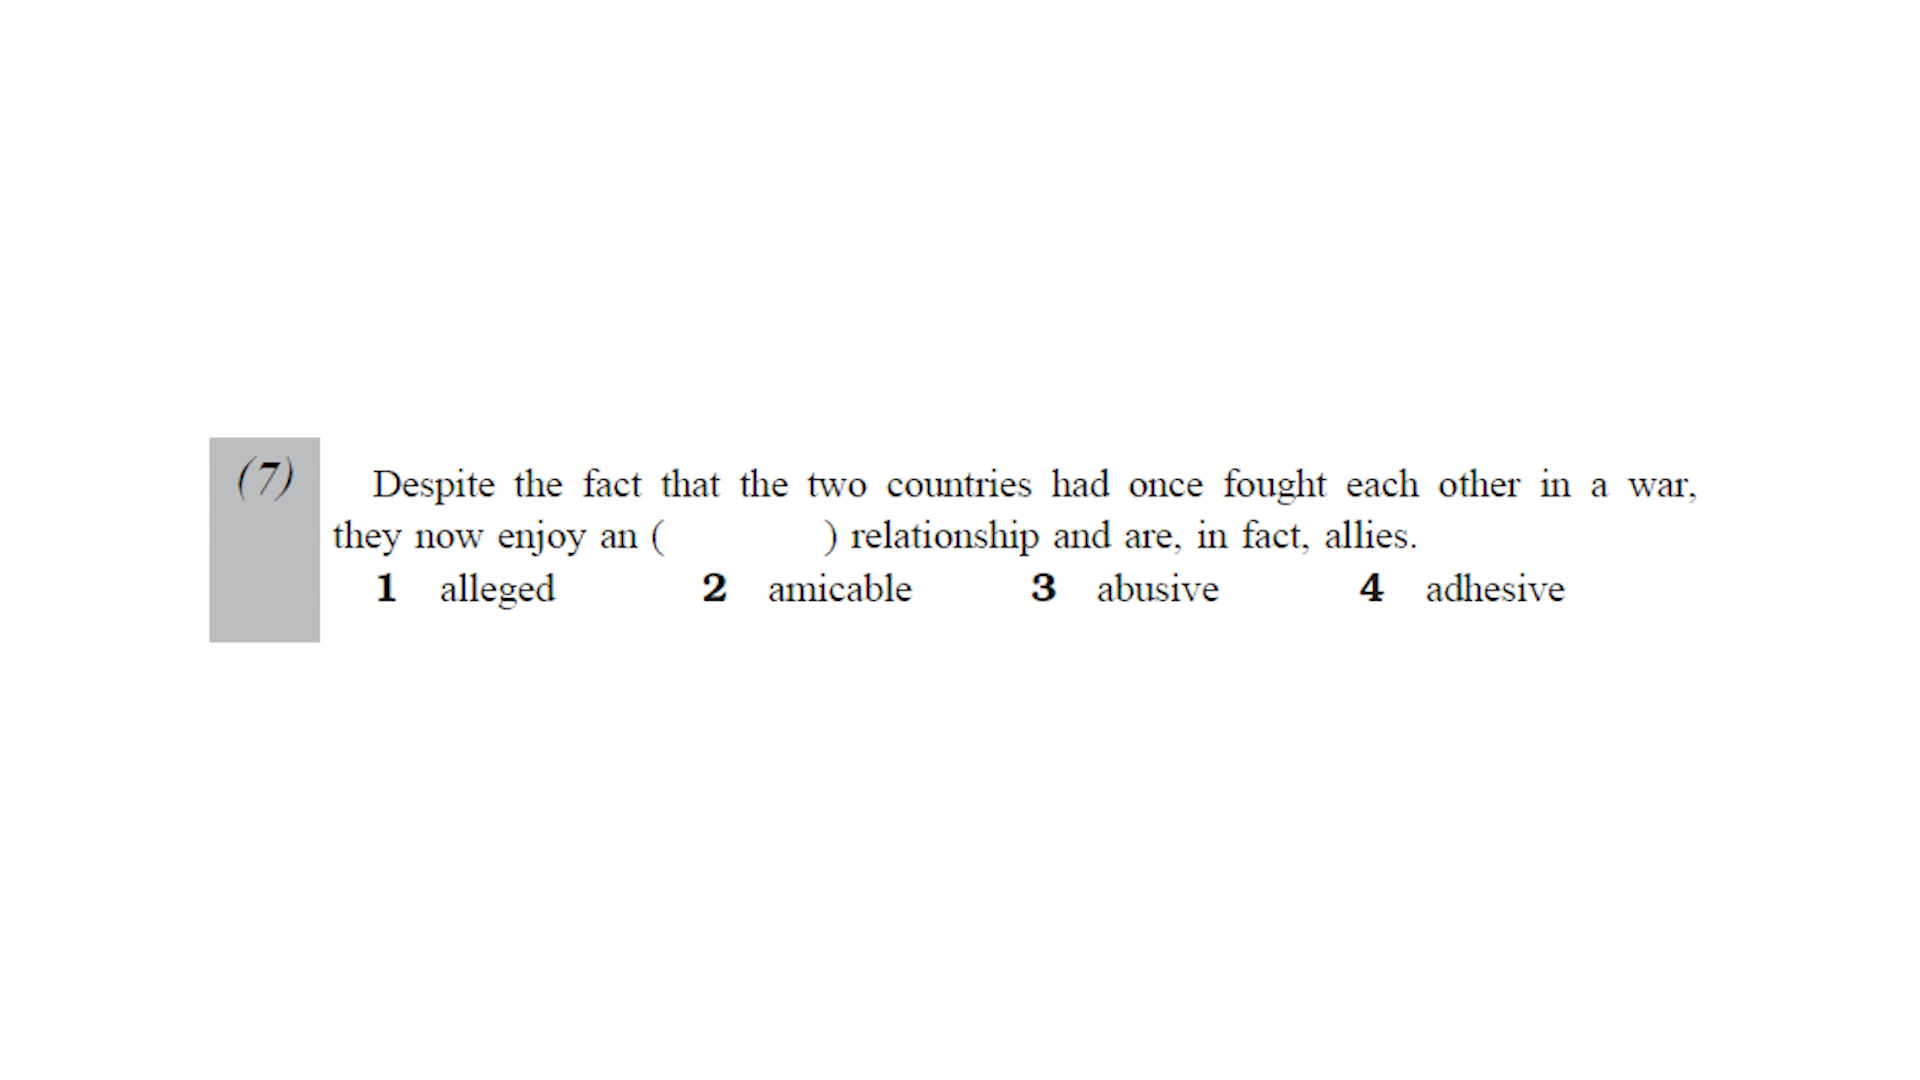 (7) Despite the fact that the two countries had once fought each other in a war,
they now enjoy an ( ) relationship and are, in fact, allies.
1 alleged 2 amicable 3 abusive 4 adhesive